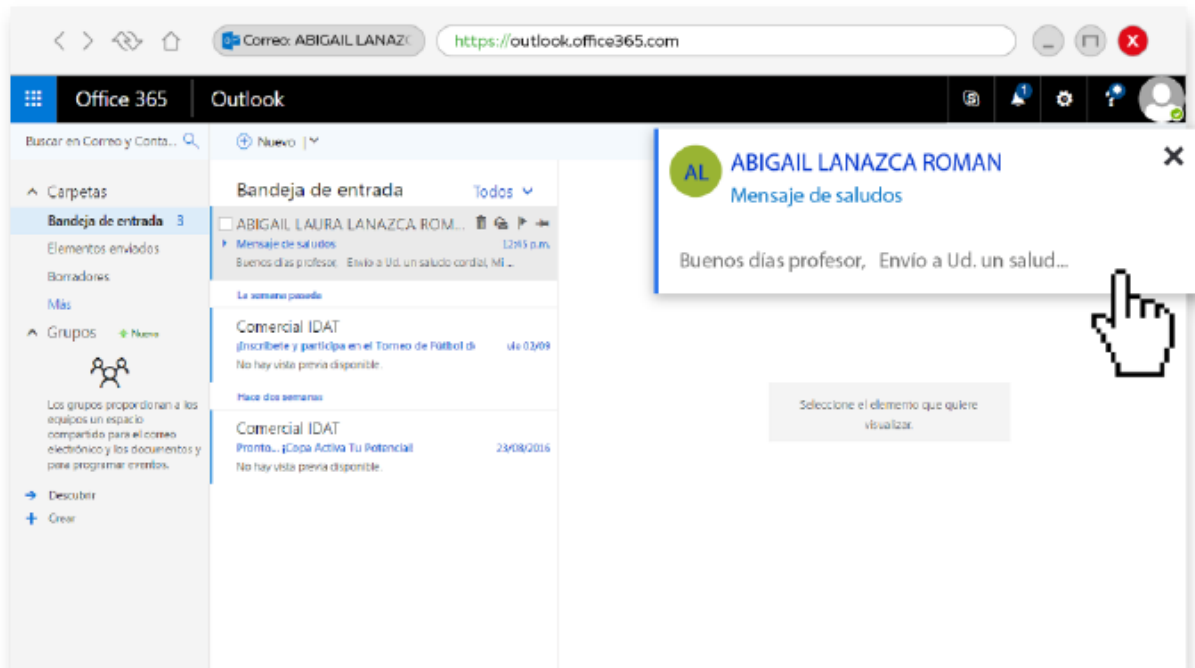 Correo: ABIGAIL LANAZC
https://outlook.office365.com
Office 365
Outlook
1
?
Buscar en Correo y Conta...
Nuevo
Carpetas
Bandeja de entrada 3
Elementos enviados
Borradores
Más
Grupos Nuevo
Los grupos proporcionan a los
equipos un espacio
compartido para el correo
electrónico y los documentos y
para programar eventos.
Descubrir
Crear
Bandeja de entrada Todos
ABIGAIL LAURA LANAZCA ROM...
Mensaje de saludos 12:45 p.m.
Buenos días profesor, Envío a Ud. un saludo cordial, Mi ...
La semana pasada
Comercial IDAT
¡Inscríbete y participa en el Torneo de Fútbol d vie 02/09
No hay vista previa disponible.
Hace dos semanas
Comercial IDAT
Pronto... ¡Copa Activa Tu Potencial! 23/08/2016
No hay vista previa disponible.
AL
ABIGAIL LANAZCA ROMAN
Mensaje de saludos
Buenos días profesor, Envío a Ud. un salud...
Seleccione el elemento que quiere
visualizar.